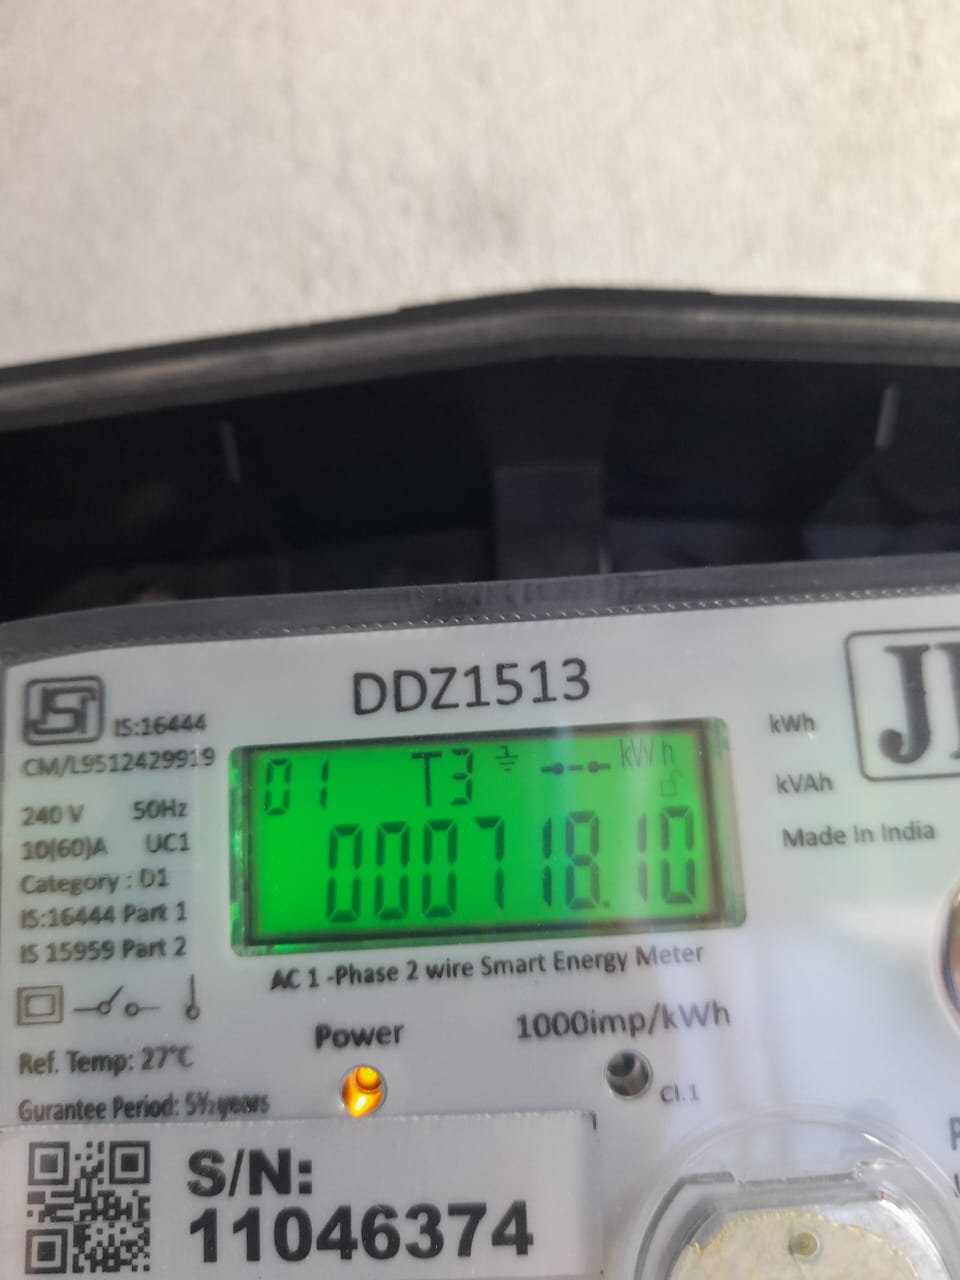 DDZ1513
IS:16444
CM/L9512429919
240 V 50Hz
10(60)A UC1
Category : D1
IS:16444 Part 1
IS 15959 Part 2
01 T3 kWh
000718.10
kWh
kVAh
Made In India
AC 1 -Phase 2 wire Smart Energy Meter
Power
1000imp/kWh
Cl.1
Ref. Temp: 27°C
Gurantee Period: 5½ years
S/N:
11046374